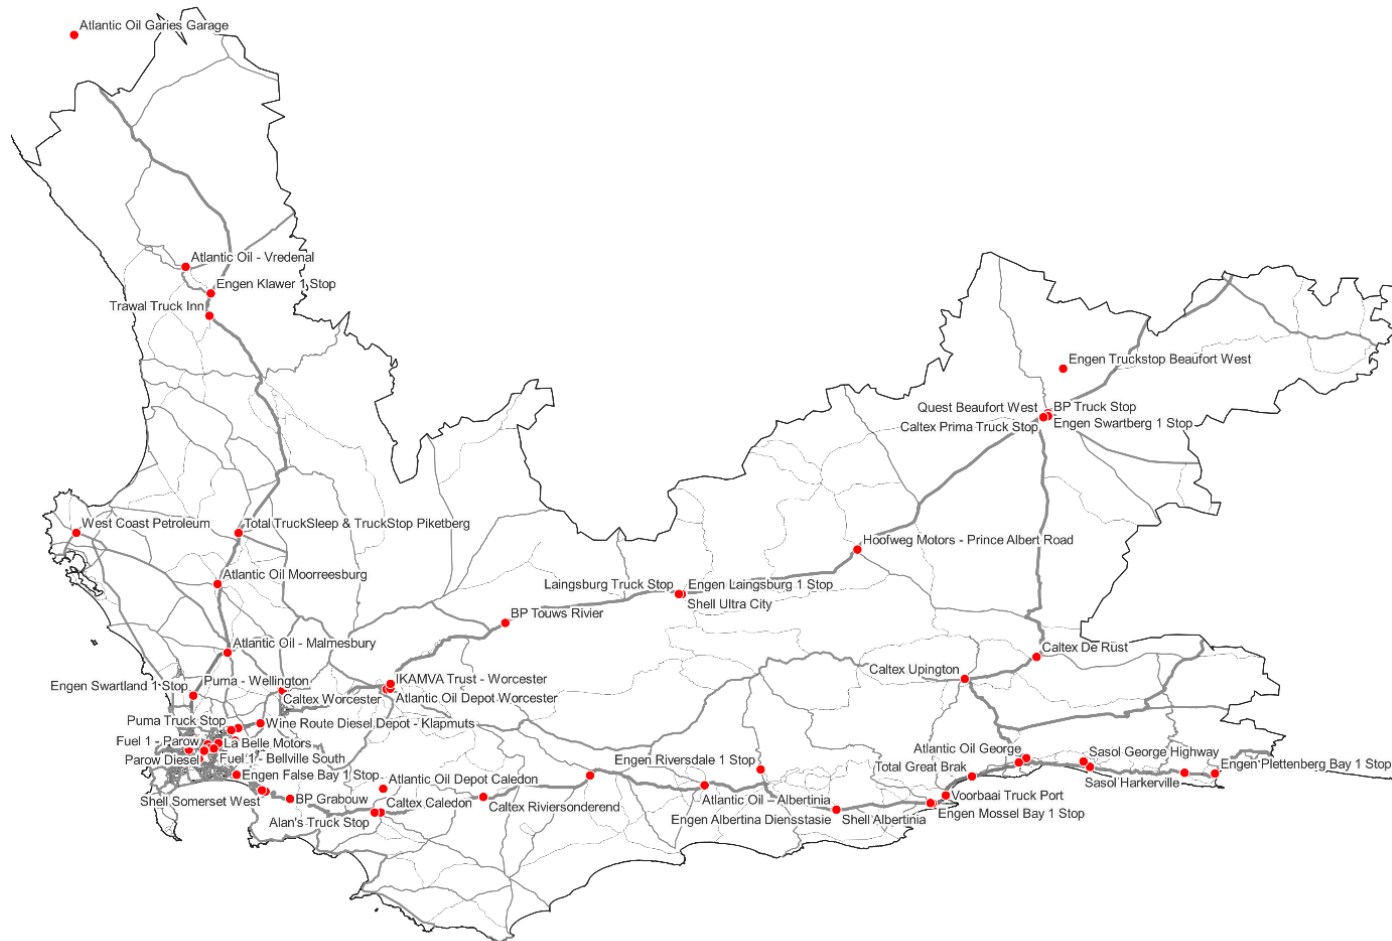 Atlantic Oil Garies Garage
Atlantic Oil - Vredenal
Engen Klawer 1 Stop
Trawal Truck Inn
Engen Truckstop Beaufort West
Quest Beaufort West
BP Truck Stop
Caltex Prima Truck Stop
Engen Swartberg 1 Stop
West Coast Petroleum
Total TruckSleep & TruckStop Piketberg
Hoofweg Motors - Prince Albert Road
Atlantic Oil Moorreesburg
Laingsburg Truck Stop
Engen Laingsburg 1 Stop
Shell Ultra City
BP Touws Rivier
Atlantic Oil - Malmesbury
Caltex De Rust
Caltex Upington
Puma - Wellington
IKAMVA Trust - Worcester
Engen Swartland 1 Stop
Caltex Worcester
Atlantic Oil Depot Worcester
Puma Truck Stop
Wine Route Diesel Depot - Klapmuts
Fuel 1 - Parow
La Belle Motors
Parow Diesel
Fuel 1 - Bellville South
Atlantic Oil George
Sasol George Highway
Engen Riversdale 1 Stop
Engen Plettenberg Bay 1 Stop
Total Great Brak
Engen False Bay 1 Stop
Atlantic Oil Depot Caledon
Sasol Harkerville
Shell Somerset West
BP Grabouw
Caltex Caledon
Caltex Riviersonderend
Atlantic Oil - Albertinia
Voorbaai Truck Port
Alan's Truck Stop
Engen Albertina Diensstasie
Shell Albertinia
Engen Mossel Bay 1 Stop